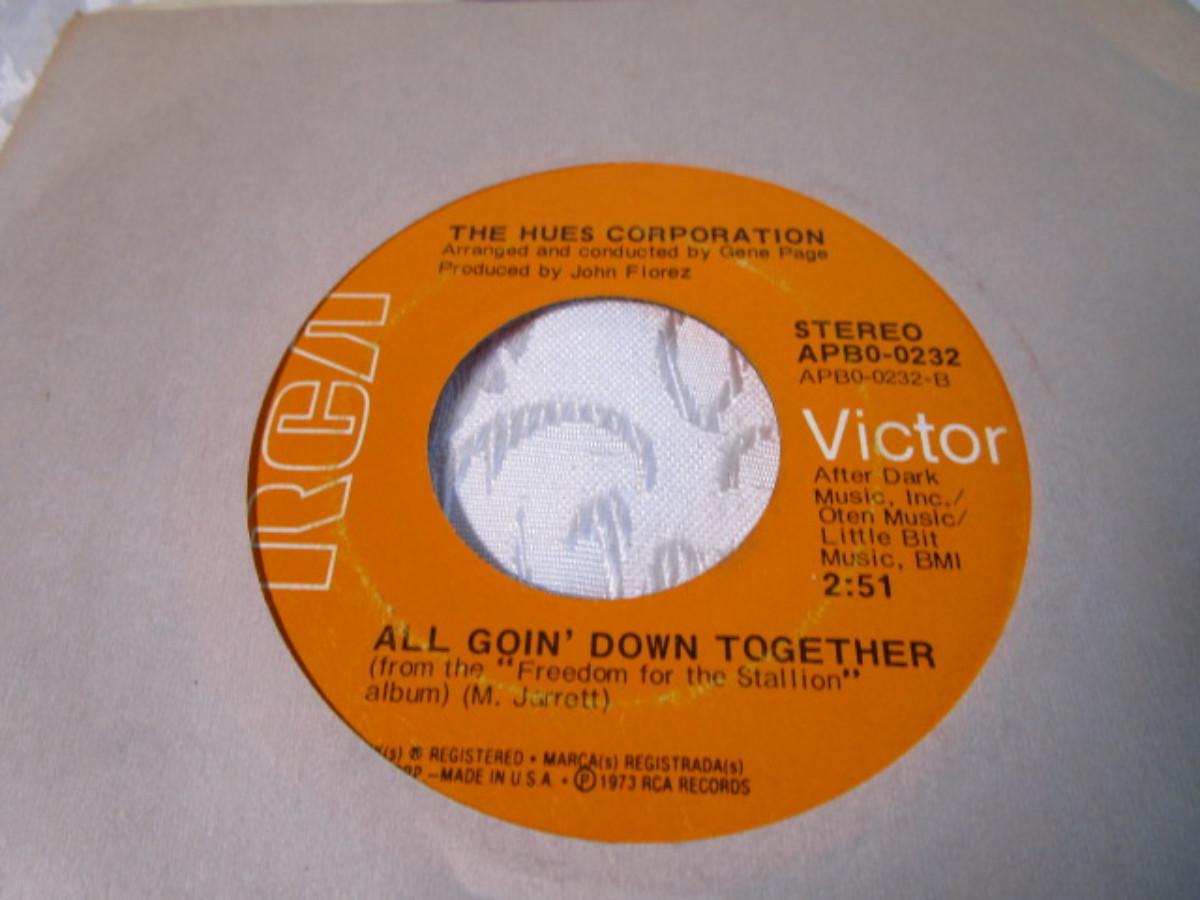 THE HUES CORPORATION
Arranged and conducted by Gene Page
Produced by John Florez
RCA
STEREO
APBO-0232
APBO-0232-B
Victor
After Dark
Music, Inc./
Oten Music/
Little Bit
Music, BMI
2:51
ALL GOIN' DOWN TOGETHER
(from the "Freedom for the Stallion"
album) (M. Jarrett)
(s) ® REGISTERED • MARCA(s) REGISTRADA(s)
–MADE IN U.S.A. • ℗ 1973 RCA RECORDS